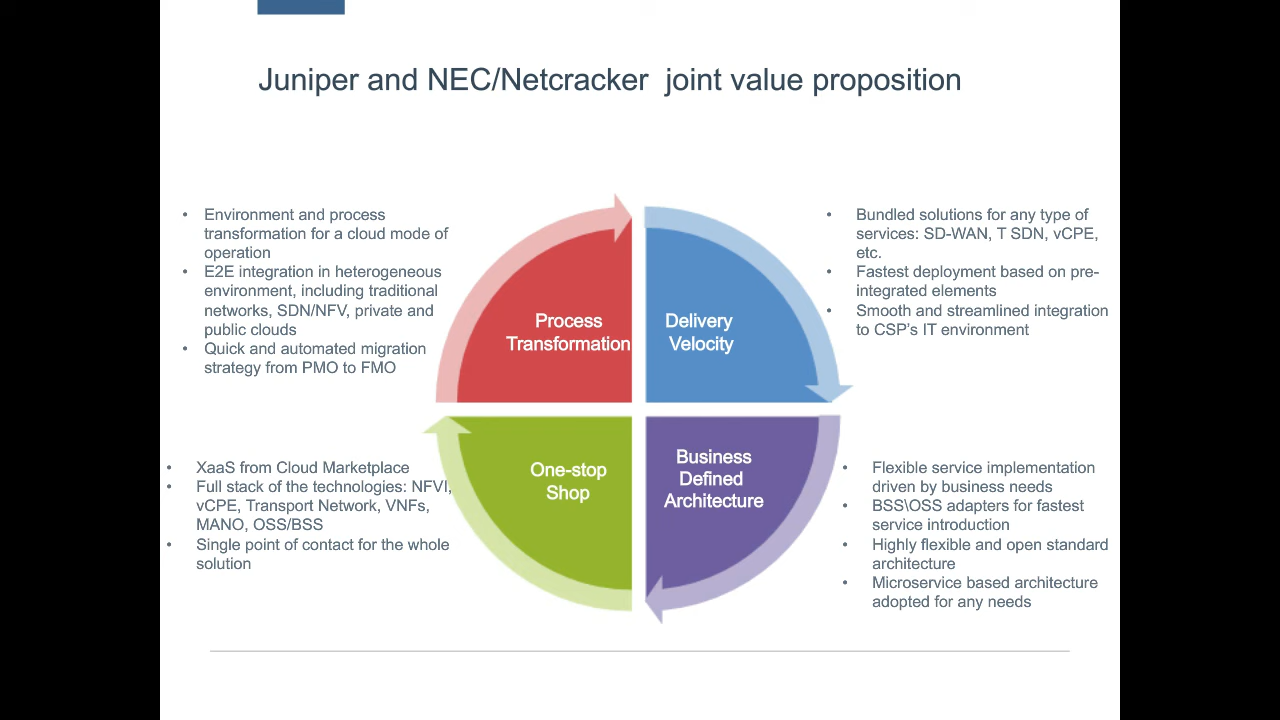 Juniper and NEC/Netcracker  joint value proposition
• Environment and process
transformation for a cloud mode of
operation
• E2E integration in heterogeneous
environment, including traditional
networks, SDN/NFV, private and
public clouds
• Quick and automated migration
strategy from PMO to FMO
Process
Transformation
Delivery
Velocity
• Bundled solutions for any type of
services: SD-WAN, T SDN, vCPE,
etc.
• Fastest deployment based on pre-
integrated elements
• Smooth and streamlined integration
to CSP's IT environment
• XaaS from Cloud Marketplace
• Full stack of the technologies: NFVI,
vCPE, Transport Network, VNFs,
MANO, OSS/BSS
• Single point of contact for the whole
solution
One-stop
Shop
Business
Defined
Architecture
• Flexible service implementation
driven by business needs
• BSS\OSS adapters for fastest
service introduction
• Highly flexible and open standard
architecture
• Microservice based architecture
adopted for any needs